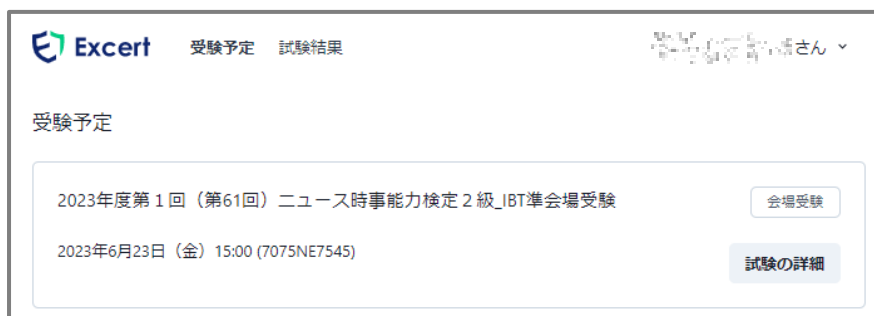 Excert 受験予定 試験結果 さん
受験予定
2023年度第１回（第61回）ニュース時事能力検定２級_IBT準会場受験 会場受験
2023年6月23日（金）15:00 (7075NE7545)
試験の詳細